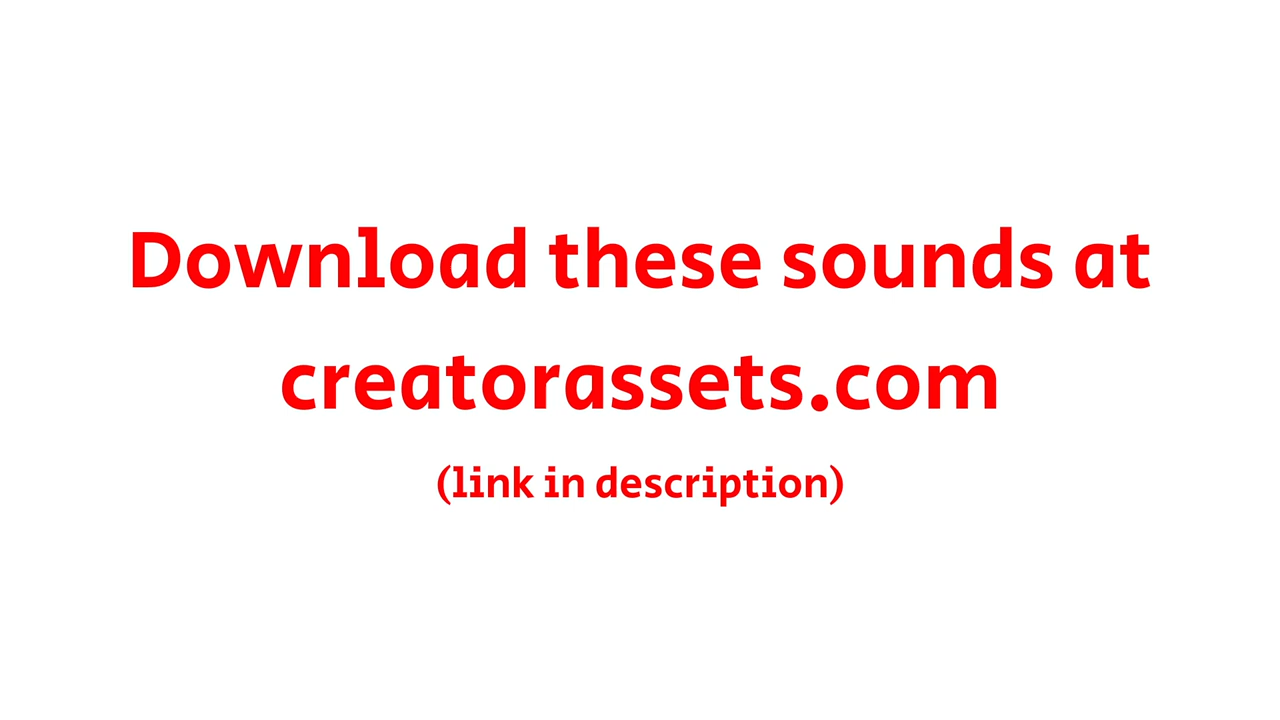 Download these sounds at
creatorassets.com
(link in description)